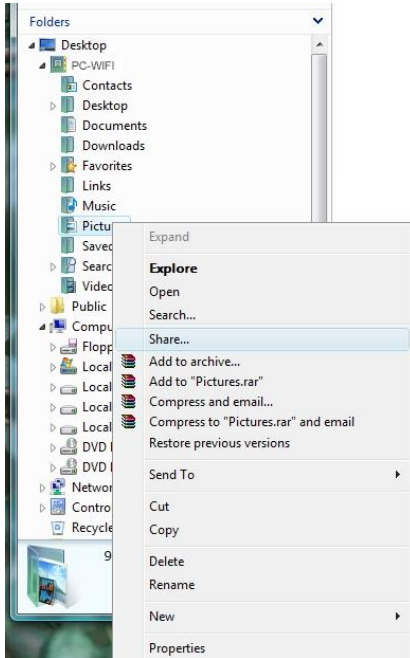 Folders
Desktop
PC-WIFI
Contacts
Desktop
Documents
Downloads
Favorites
Links
Music
Pictu
Saved
Searc
Video
Public
Compu
Flopp
Local
Local
Local
Local
DVD
DVD
Networ
Contro
Recycle
9
Expand
Explore
Open
Search...
Share...
Add to archive...
Add to "Pictures.rar"
Compress and email...
Compress to "Pictures.rar" and email
Restore previous versions
Send To
Cut
Copy
Delete
Rename
New
Properties